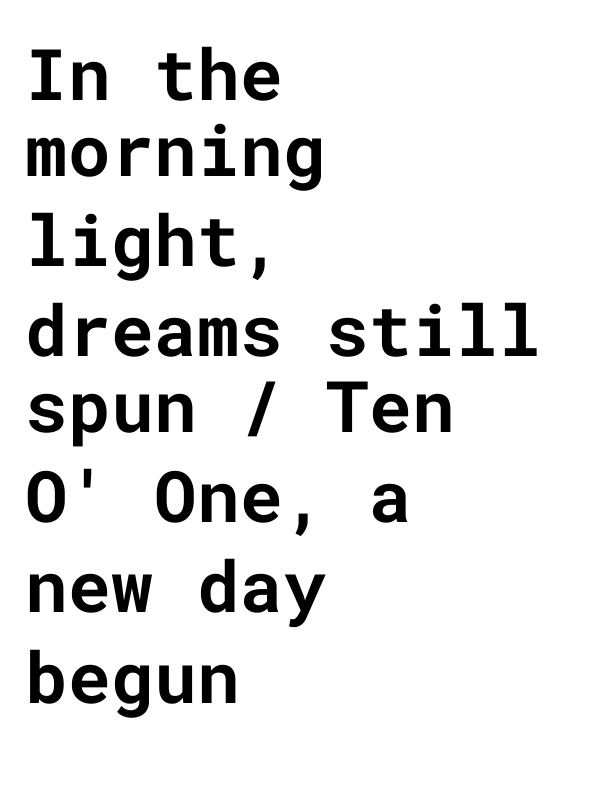 In the
morning
light,
dreams still
spun / Ten
O' One, a
new day
begun